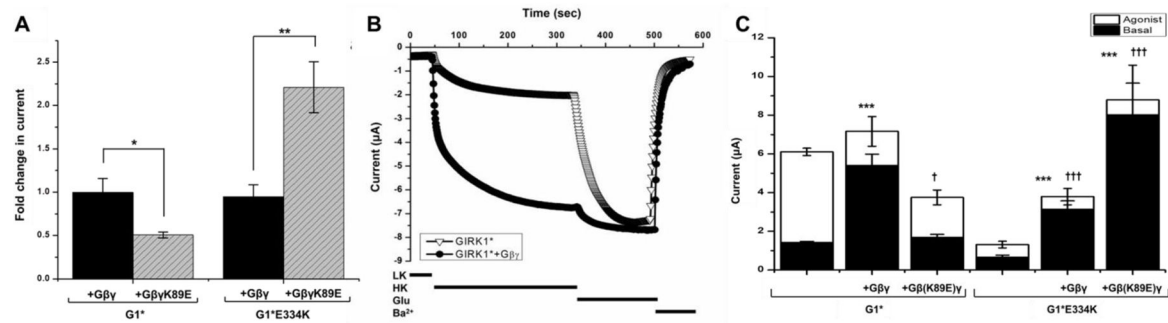 A
Fold change in current
2.5
2.0
1.5
1.0
0.5
0.0
*
**
+Gβγ
+GβγK89E
+Gβγ
+GβγK89E
G1*
G1*E334K
B
Time (sec)
0 100 200 300 400 500 600
Current (µA)
0
-1
-2
-3
-4
-5
-6
-7
-8
-9
GIRK1*
GIRK1*+Gβγ
LK
HK
Glu
Ba²⁺
C
Agonist
Basal
Current (µA)
12
10
8
6
4
2
0
***
†
*** †††
*** †††
+Gβγ +Gβ(K89E)γ
+Gβγ +Gβ(K89E)γ
G1*
G1*E334K